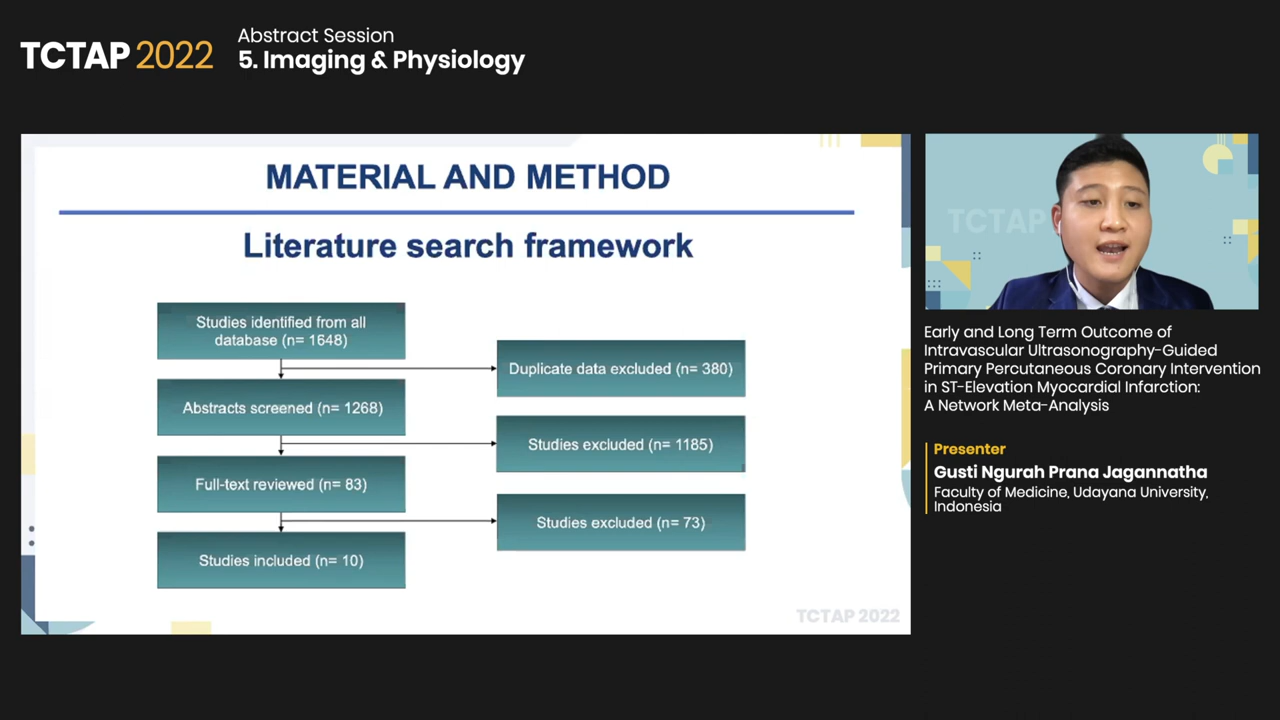 TCTAP 2022
Abstract Session
5. Imaging & Physiology
MATERIAL AND METHOD
Literature search framework
Studies identified from all
database (n= 1648)
Duplicate data excluded (n= 380)
Abstracts screened (n= 1268)
Studies excluded (n= 1185)
Full-text reviewed (n= 83)
Studies excluded (n= 73)
Studies included (n= 10)
TCTAP 2022
TCTAP
Early and Long Term Outcome of
Intravascular Ultrasonography-Guided
Primary Percutaneous Coronary Intervention
in ST-Elevation Myocardial Infarction:
A Network Meta-Analysis
Presenter
Gusti Ngurah Prana Jagannatha
Faculty of Medicine, Udayana University,
Indonesia